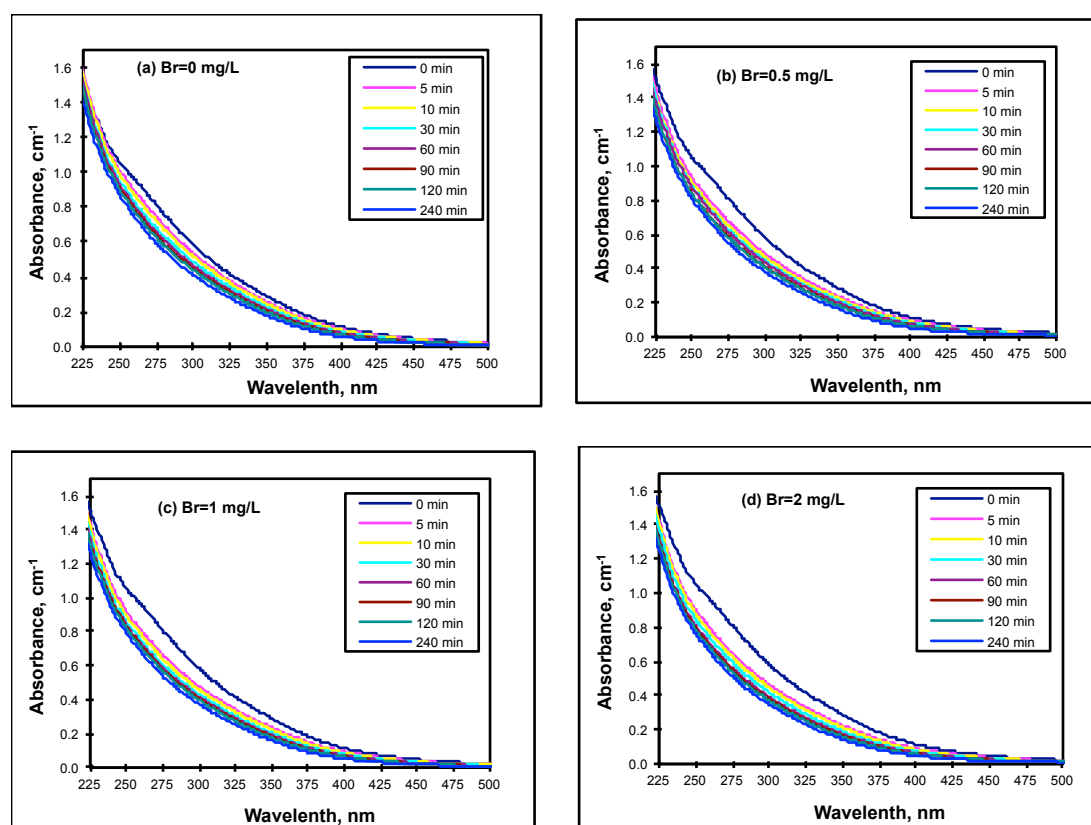 (a) Br=0 mg/L
0 min
5 min
10 min
30 min
60 min
90 min
120 min
240 min
Absorbance, cm-1
1.6
1.4
1.2
1.0
0.8
0.6
0.4
0.2
0.0
225 250 275 300 325 350 375 400 425 450 475 500
Wavelenth, nm
(b) Br=0.5 mg/L
0 min
5 min
10 min
30 min
60 min
90 min
120 min
240 min
Absorbance, cm-1
1.6
1.4
1.2
1.0
0.8
0.6
0.4
0.2
0.0
225 250 275 300 325 350 375 400 425 450 475 500
Wavelenth, nm
(c) Br=1 mg/L
0 min
5 min
10 min
30 min
60 min
90 min
120 min
240 min
Absorbance, cm-1
1.6
1.4
1.2
1.0
0.8
0.6
0.4
0.2
0.0
225 250 275 300 325 350 375 400 425 450 475 500
Wavelenth, nm
(d) Br=2 mg/L
0 min
5 min
10 min
30 min
60 min
90 min
120 min
240 min
Absorbance, cm-1
1.6
1.4
1.2
1.0
0.8
0.6
0.4
0.2
0.0
225 250 275 300 325 350 375 400 425 450 475 500
Wavelenth, nm